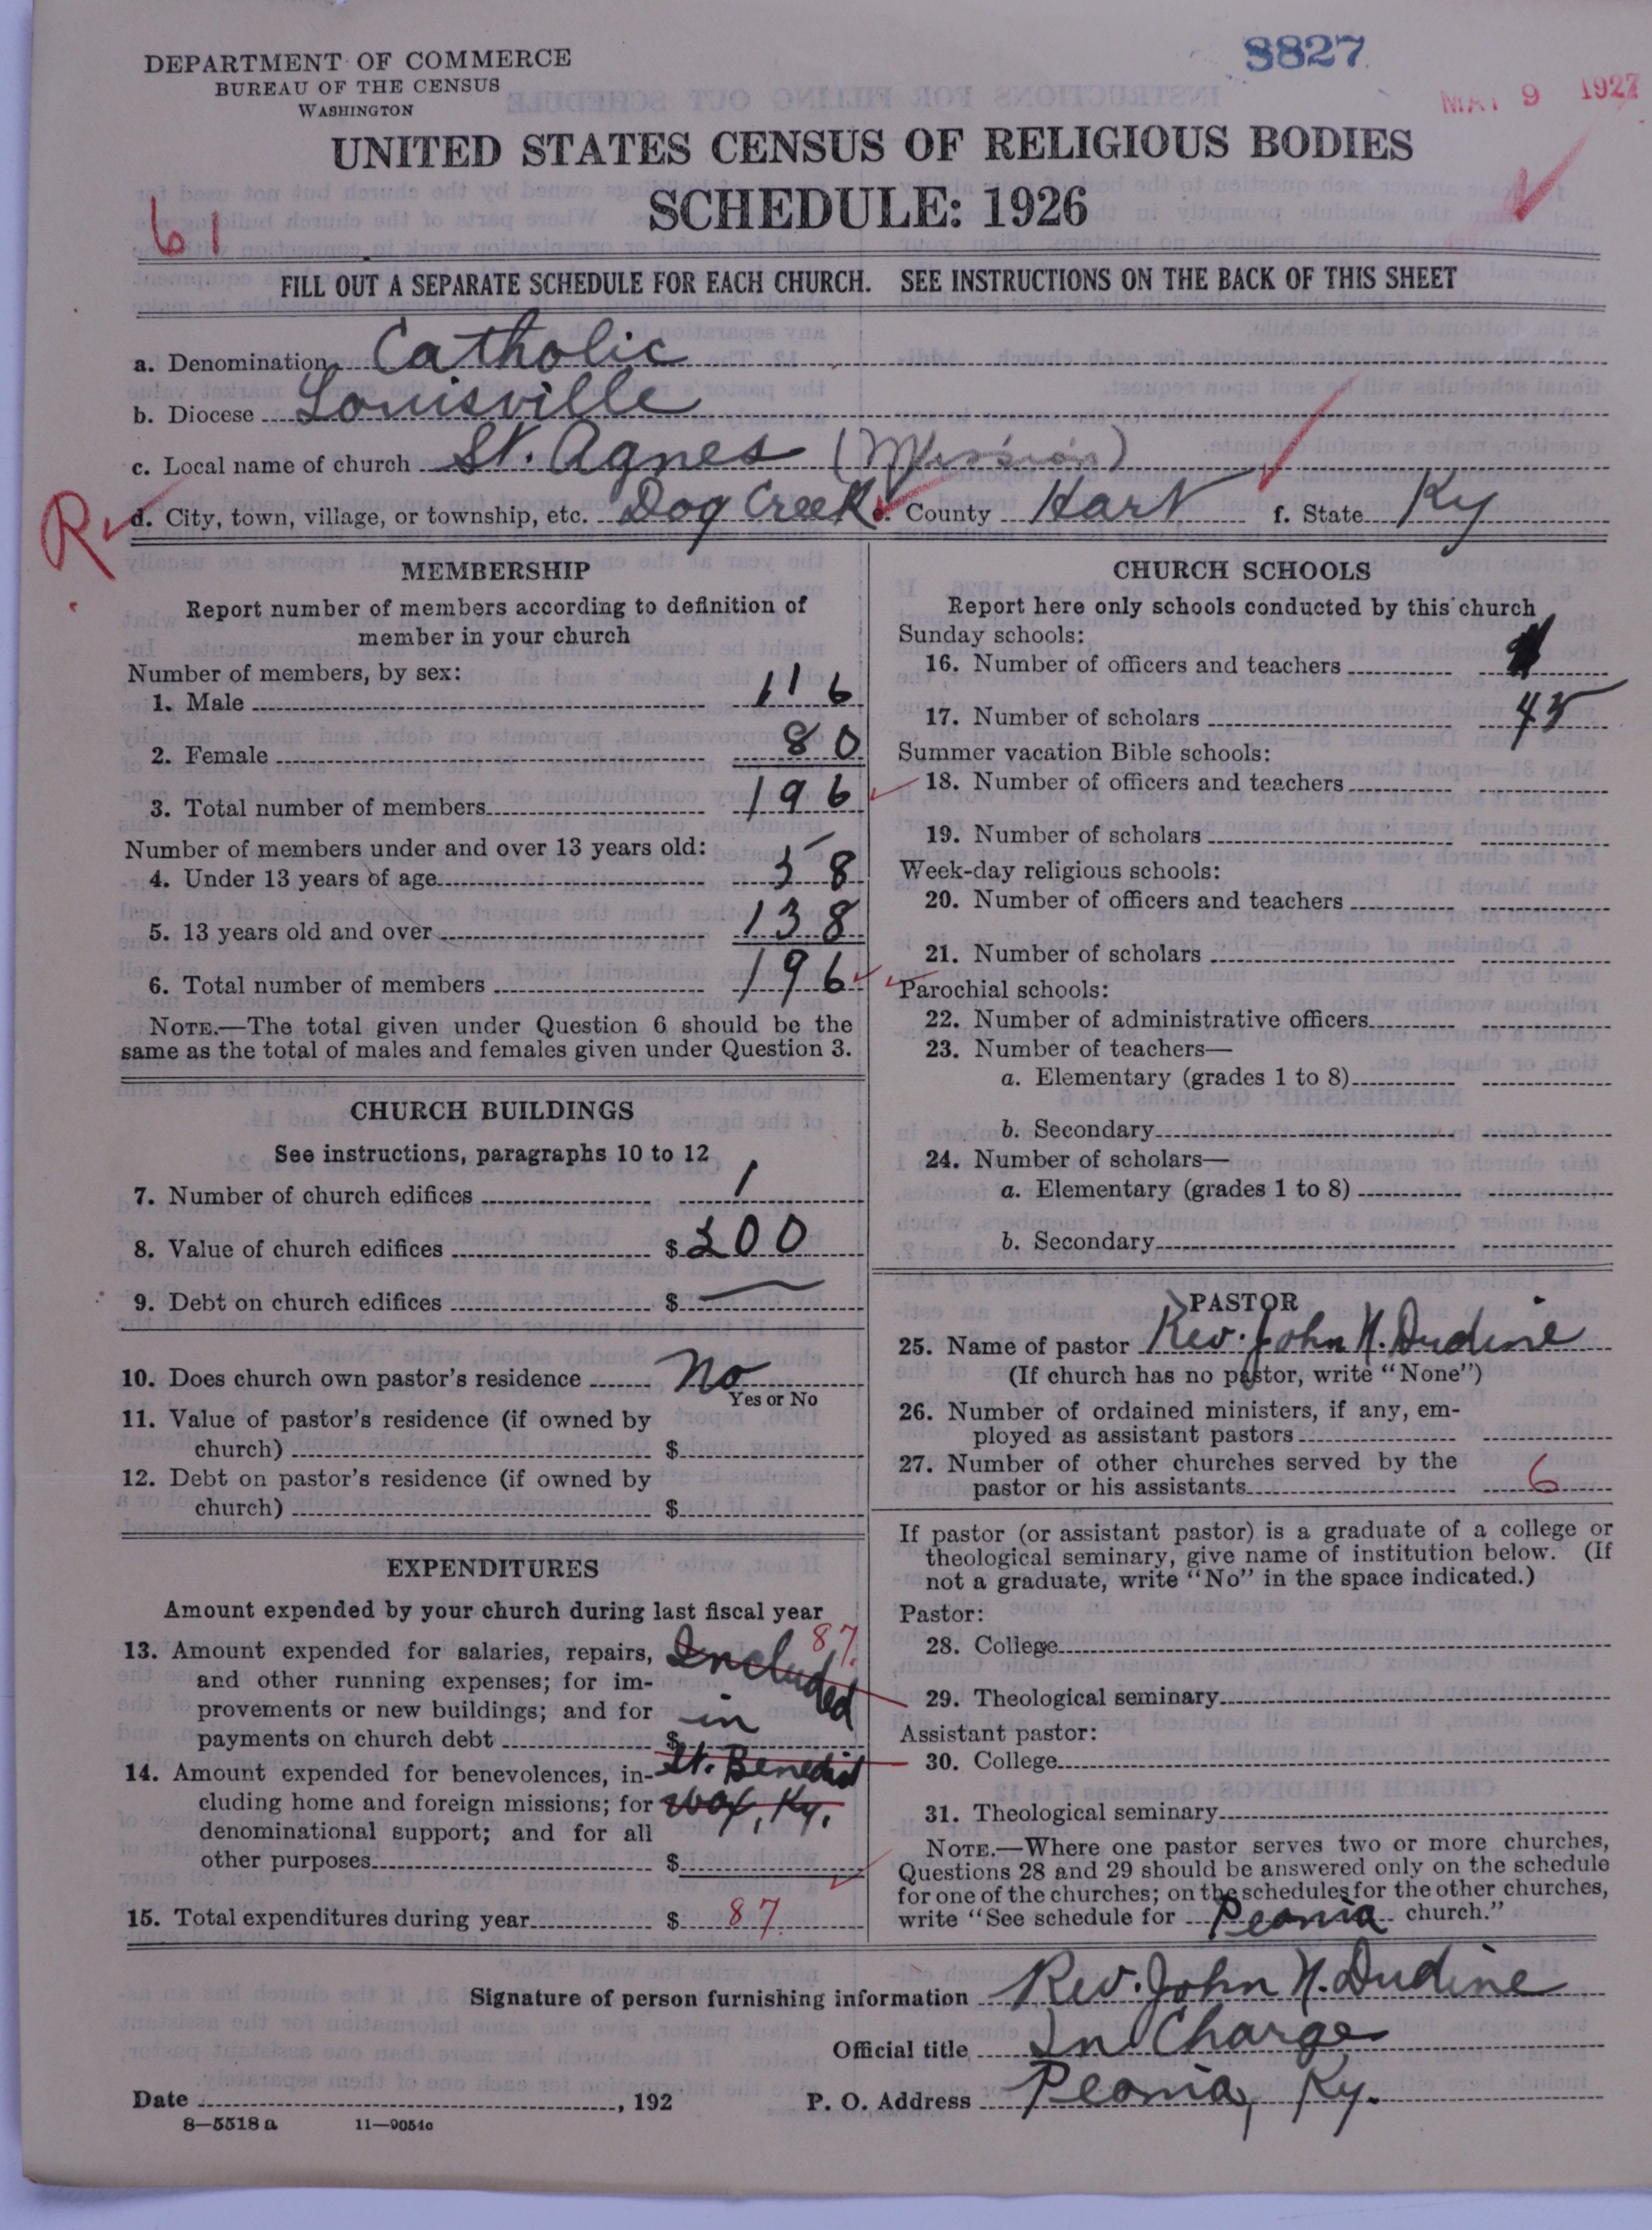 DEPARTMENT OF COMMERCE
BUREAU OF THE CENSUS
WASHINGTON
8827
MAY 9 1927
UNITED STATES CENSUS OF RELIGIOUS BODIES
SCHEDULE: 1926
61
FILL OUT A SEPARATE SCHEDULE FOR EACH CHURCH. SEE INSTRUCTIONS ON THE BACK OF THIS SHEET
a. Denomination Catholic
b. Diocese Louisville
c. Local name of church St. Agnes (Mission)
R
d. City, town, village, or township, etc. Dog Creek e. County Hart f. State Ky
MEMBERSHIP
Report number of members according to definition of
member in your church
Number of members, by sex:
1. Male 116
2. Female 80
3. Total number of members 196
Number of members under and over 13 years old:
4. Under 13 years of age 58
5. 13 years old and over 138
6. Total number of members 196
NOTE.—The total given under Question 6 should be the
same as the total of males and females given under Question 3.
CHURCH BUILDINGS
See instructions, paragraphs 10 to 12
7. Number of church edifices 1
8. Value of church edifices $ 200
9. Debt on church edifices $ —
10. Does church own pastor's residence No
Yes or No
11. Value of pastor's residence (if owned by
church) $
12. Debt on pastor's residence (if owned by
church) $
EXPENDITURES
Amount expended by your church during last fiscal year
13. Amount expended for salaries, repairs, Included 87.
and other running expenses; for im-
provements or new buildings; and for in
payments on church debt $
14. Amount expended for benevolences, in- St. Benedict
cluding home and foreign missions; for Wax, Ky.
denominational support; and for all
other purposes $
15. Total expenditures during year $ 87.
CHURCH SCHOOLS
Report here only schools conducted by this church
Sunday schools:
16. Number of officers and teachers
17. Number of scholars 45
Summer vacation Bible schools:
18. Number of officers and teachers
19. Number of scholars
Week-day religious schools:
20. Number of officers and teachers
21. Number of scholars
Parochial schools:
22. Number of administrative officers
23. Number of teachers—
a. Elementary (grades 1 to 8)
b. Secondary
24. Number of scholars—
a. Elementary (grades 1 to 8)
b. Secondary
PASTOR
25. Name of pastor Rev. John N. Dudine
(If church has no pastor, write "None")
26. Number of ordained ministers, if any, em-
ployed as assistant pastors
27. Number of other churches served by the
pastor or his assistants 6
If pastor (or assistant pastor) is a graduate of a college or
theological seminary, give name of institution below. (If
not a graduate, write "No" in the space indicated.)
Pastor:
28. College
29. Theological seminary
Assistant pastor:
30. College
31. Theological seminary
NOTE.—Where one pastor serves two or more churches,
Questions 28 and 29 should be answered only on the schedule
for one of the churches; on the schedules for the other churches,
write "See schedule for Peonia church."
Signature of person furnishing information Rev. John N. Dudine
Official title In Charge
Date , 192 P. O. Address Peonia, Ky.
8—5518 a 11—9051c